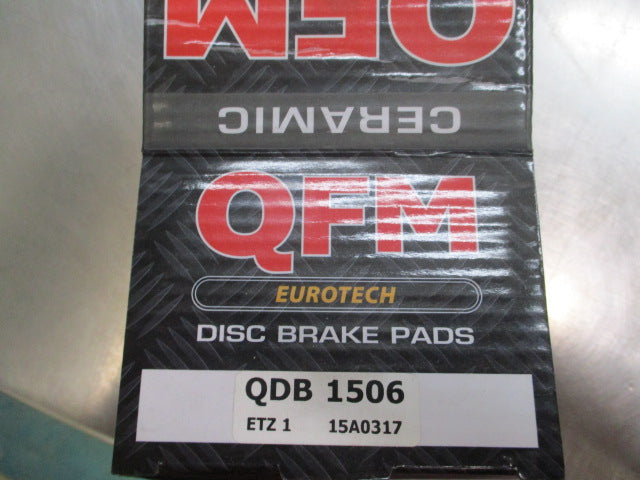 QFM
CERAMIC
QFM
EUROTECH
DISC BRAKE PADS
QDB 1506
ETZ 1 15A0317